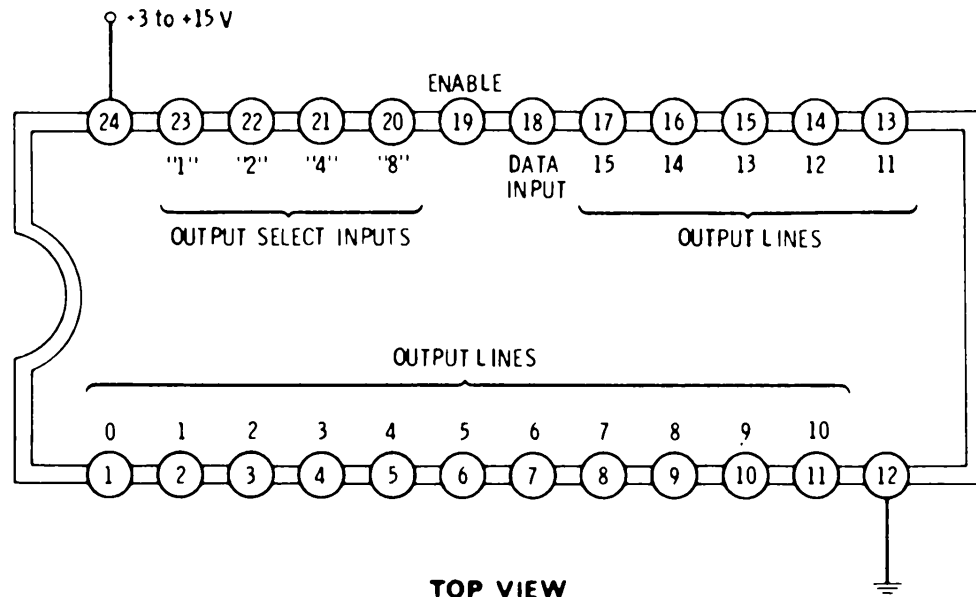 +3 to +15 V
ENABLE
24 23 22 21 20 19 18 17 16 15 14 13
"1" "2" "4" "8" DATA INPUT 15 14 13 12 11
OUTPUT SELECT INPUTS
OUTPUT LINES
OUTPUT LINES
0 1 2 3 4 5 6 7 8 9 10
1 2 3 4 5 6 7 8 9 10 11 12
TOP VIEW